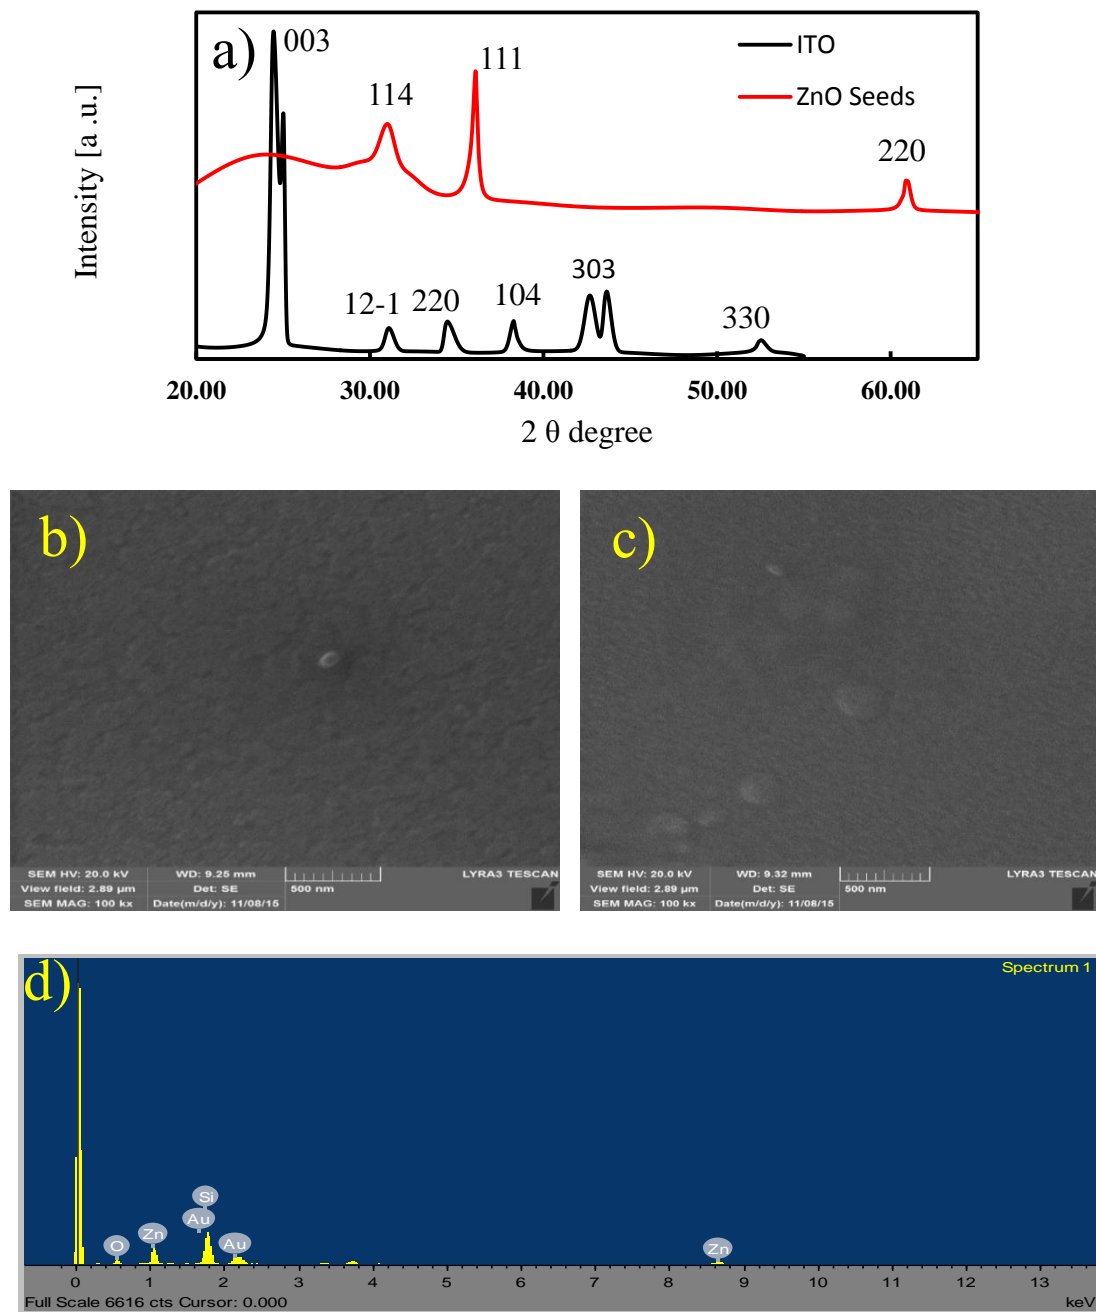 a)
003
111
114
220
ITO
ZnO Seeds
Intensity [a .u.]
12-1
220
104
303
330
20.00 30.00 40.00 50.00 60.00
2 θ degree
b)
SEM HV: 20.0 kV WD: 9.25 mm LYRA3 TESCAN
View field: 2.89 µm Det: SE 500 nm
SEM MAG: 100 kx Date(m/d/y): 11/08/15
c)
SEM HV: 20.0 kV WD: 9.32 mm LYRA3 TESCAN
View field: 2.89 µm Det: SE 500 nm
SEM MAG: 100 kx Date(m/d/y): 11/08/15
d)
Spectrum 1
O
Zn
Si
Au
Au
Zn
0 1 2 3 4 5 6 7 8 9 10 11 12 13
Full Scale 6616 cts Cursor: 0.000 keV